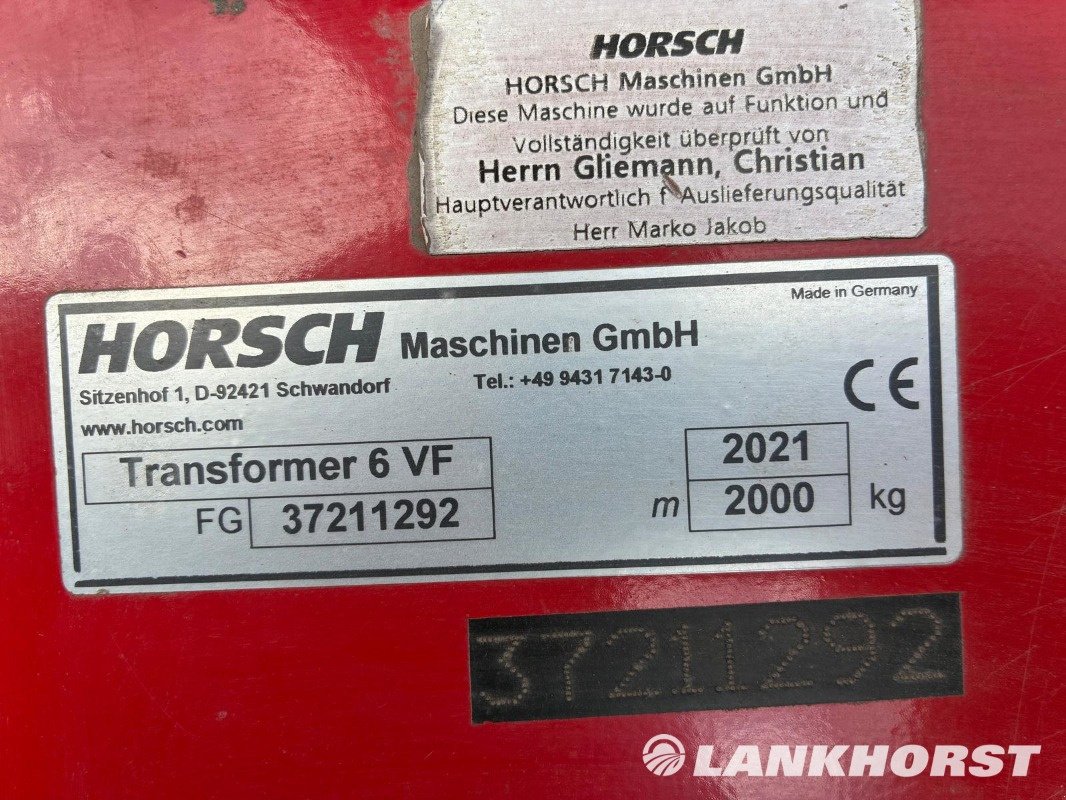 HORSCH
HORSCH Maschinen GmbH
Diese Maschine wurde auf Funktion und
Vollständigkeit überprüft von
Herrn Gliemann, Christian
Hauptverantwortlich f Auslieferungsqualität
Herr Marko Jakob
Made in Germany
HORSCH Maschinen GmbH
Sitzenhof 1, D-92421 Schwandorf Tel.: +49 9431 7143-0
CE
www.horsch.com
Transformer 6 VF 2021
FG 37211292 m 2000 kg
37211292
LANKHORST